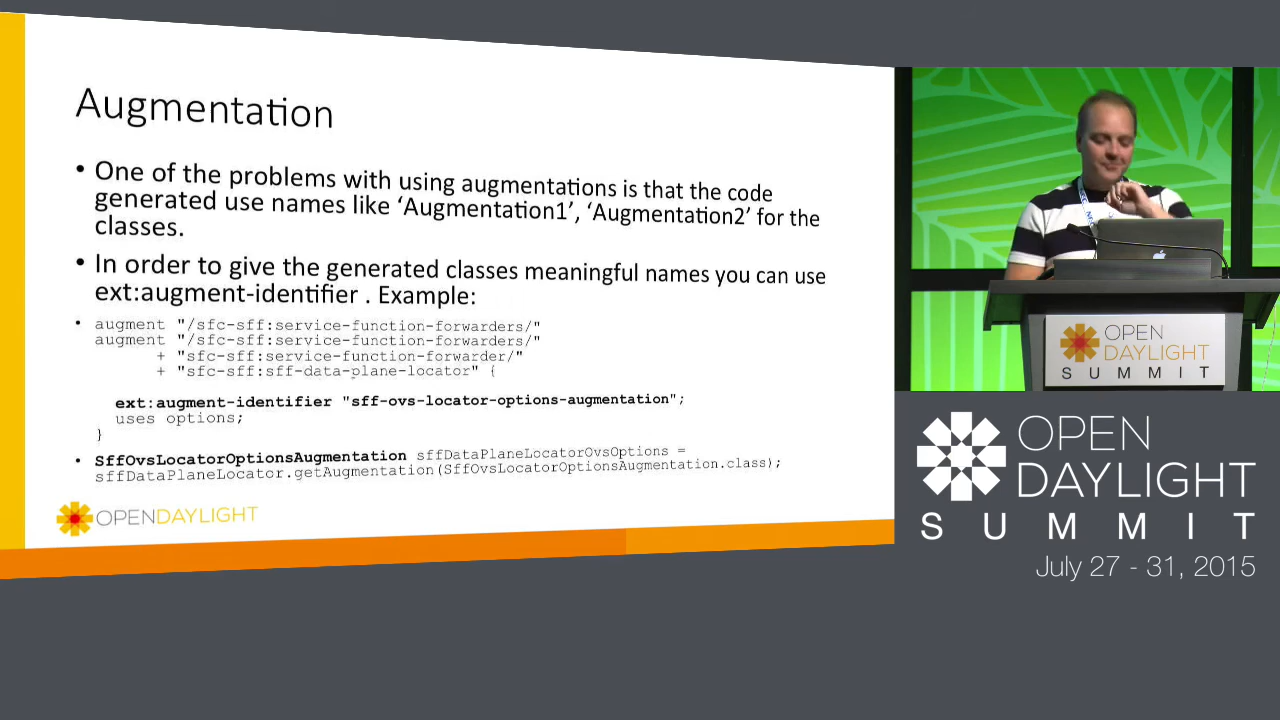 Augmentation
• One of the problems with using augmentations is that the code
generated use names like ‘Augmentation1’, ‘Augmentation2’ for the
classes.
• In order to give the generated classes meaningful names you can use
ext:augment-identifier . Example:
• augment "/sfc-sff:service-function-forwarders/"
augment "/sfc-sff:service-function-forwarders/"
+ "sfc-sff:service-function-forwarder/"
+ "sfc-sff:sff-data-plane-locator" {
ext:augment-identifier "sff-ovs-locator-options-augmentation";
uses options;
}
• SffOvsLocatorOptionsAugmentation sffDataPlaneLocatorOvsOptions =
sffDataPlaneLocator.getAugmentation(SffOvsLocatorOptionsAugmentation.class);
OPENDAYLIGHT
OPEN
DAYLIGHT
SUMMIT
OPEN
DAYLIGHT
SUMMIT
July 27 - 31, 2015